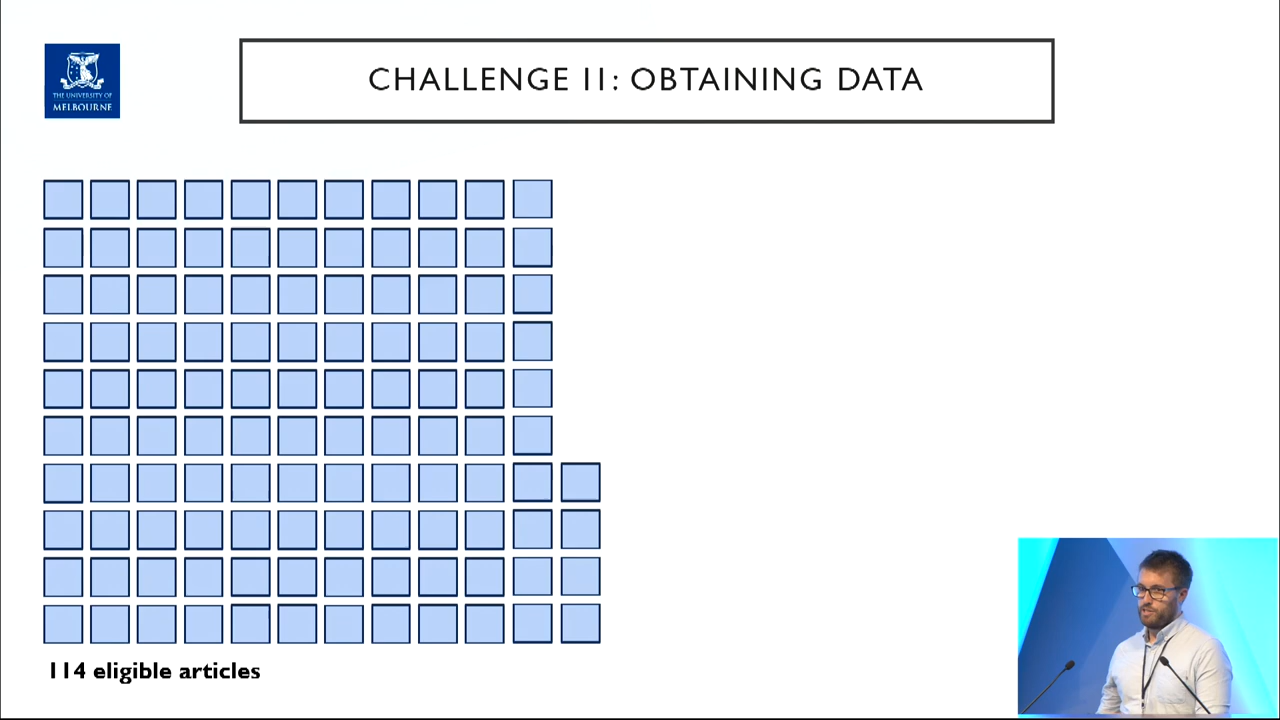 THE UNIVERSITY OF
MELBOURNE
CHALLENGE II: OBTAINING DATA
114 eligible articles